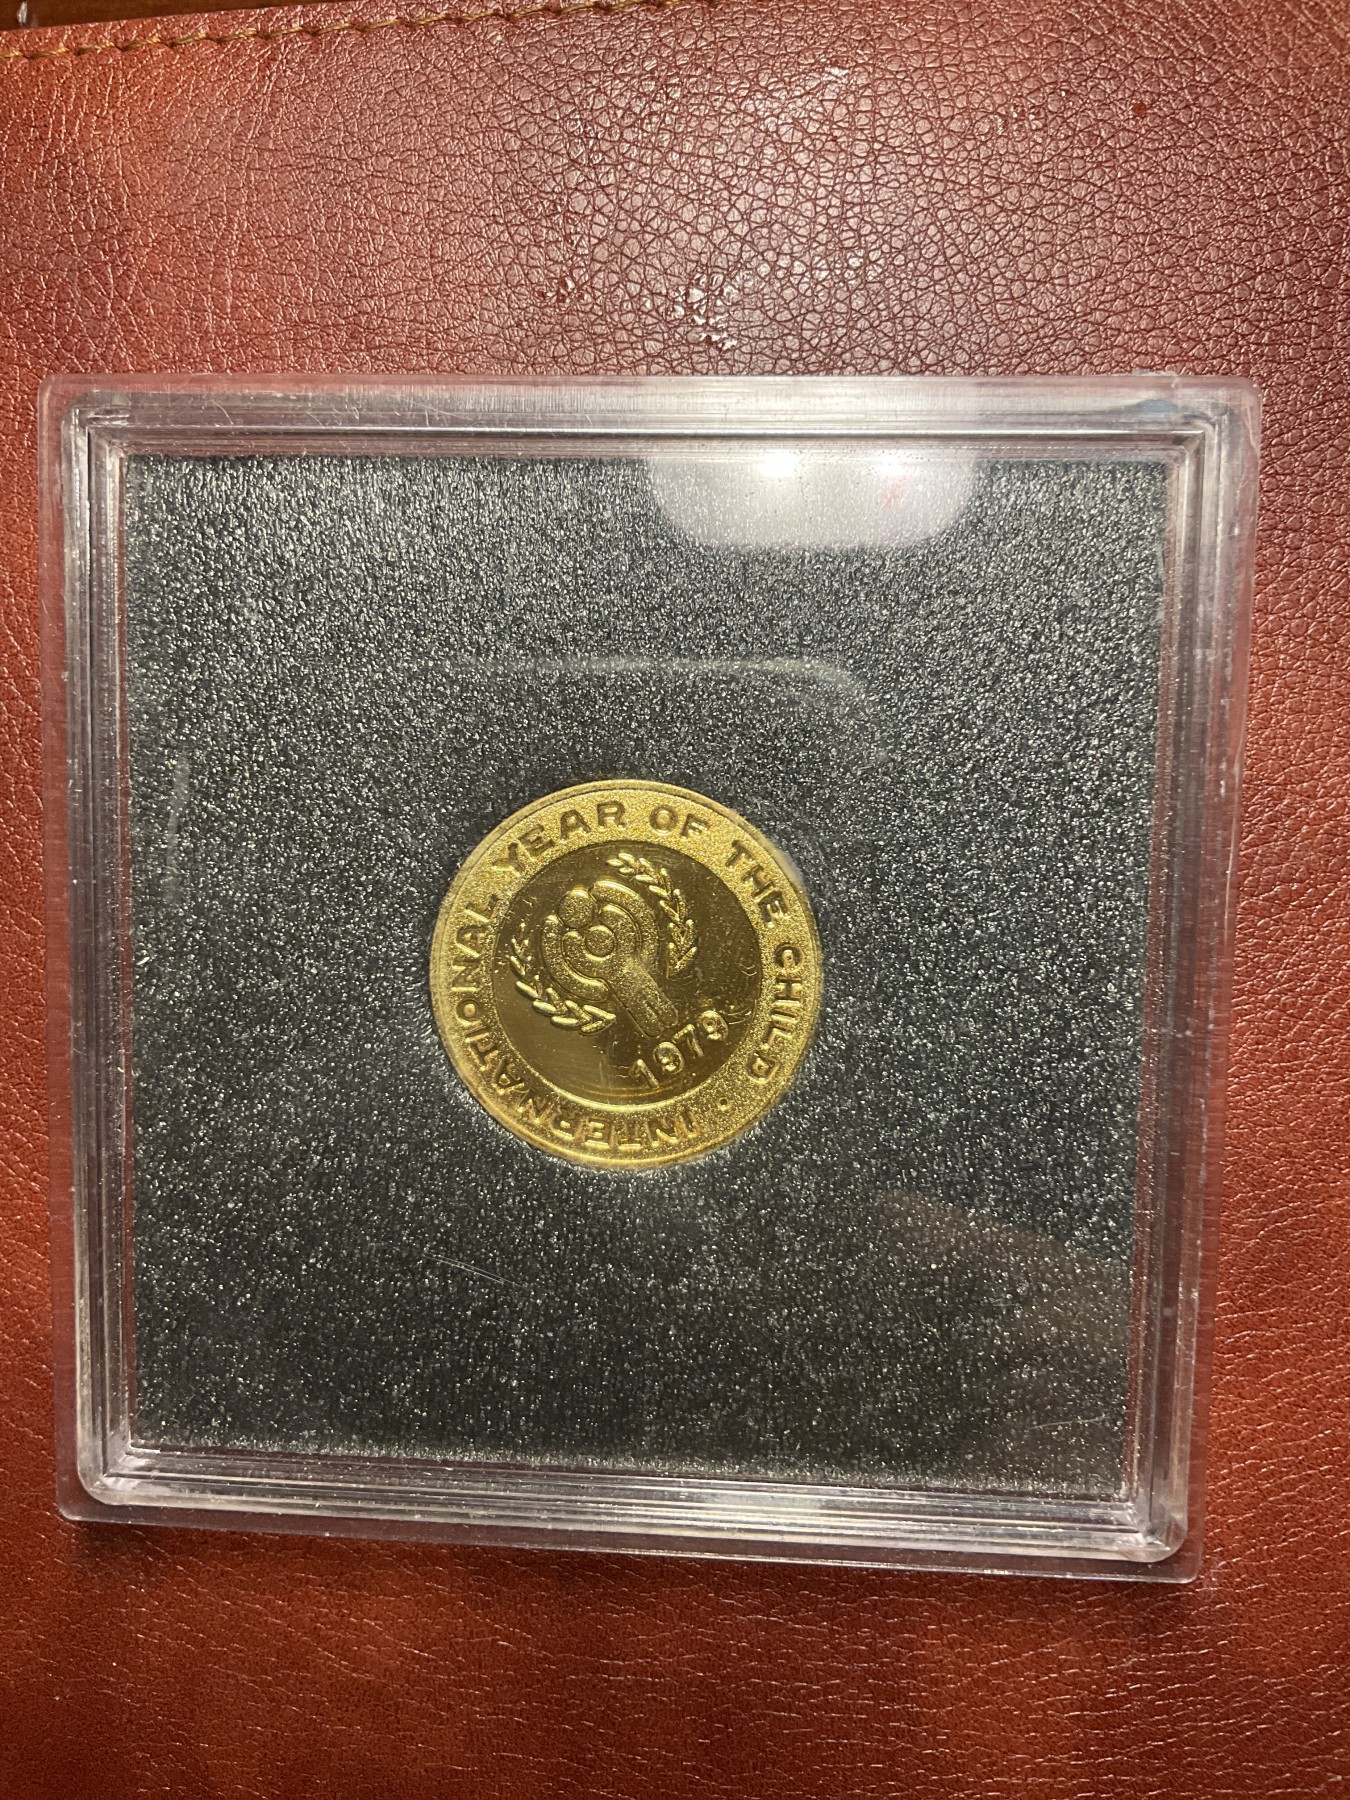 INTERNATIONAL YEAR OF THE CHILD •
1979